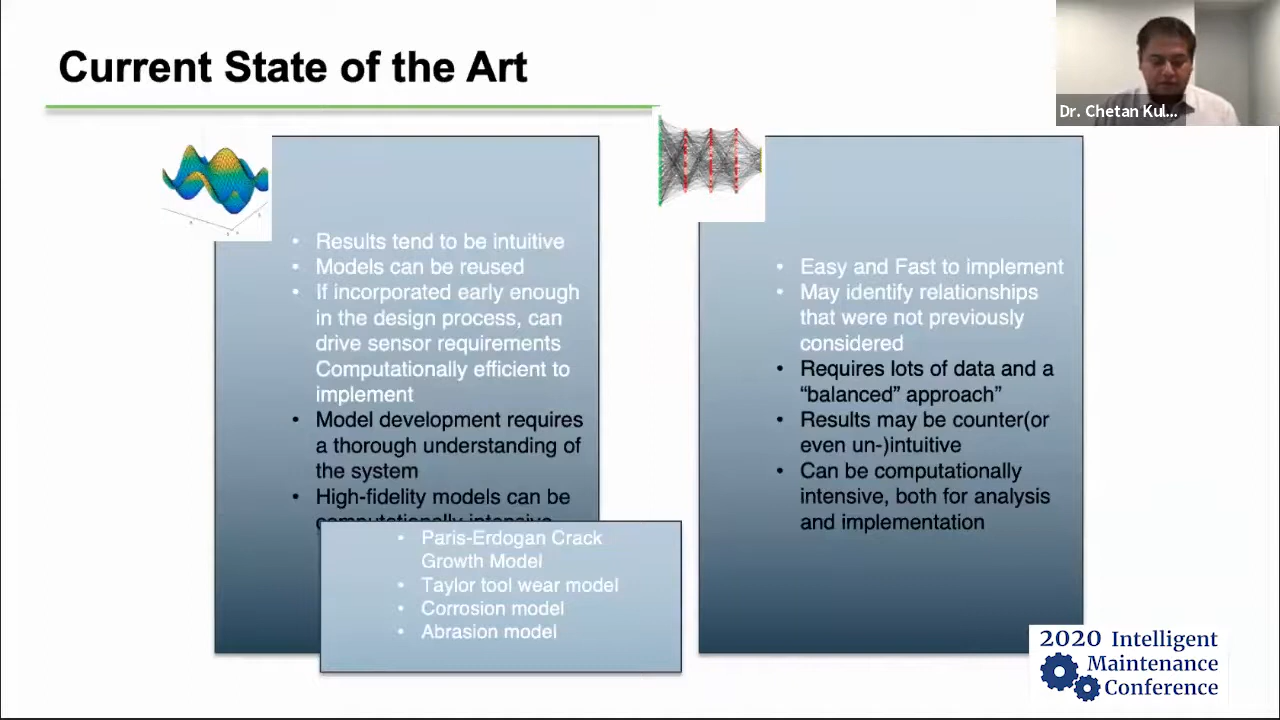 Current State of the Art
Dr. Chetan Kul...
• Results tend to be intuitive
• Models can be reused
• If incorporated early enough
in the design process, can
drive sensor requirements
Computationally efficient to
implement
• Model development requires
a thorough understanding of
the system
• High-fidelity models can be
computationally intensive
• Paris-Erdogan Crack
Growth Model
• Taylor tool wear model
• Corrosion model
• Abrasion model
• Easy and Fast to implement
• May identify relationships
that were not previously
considered
• Requires lots of data and a
“balanced” approach”
• Results may be counter(or
even un-)intuitive
• Can be computationally
intensive, both for analysis
and implementation
2020 Intelligent
Maintenance
Conference